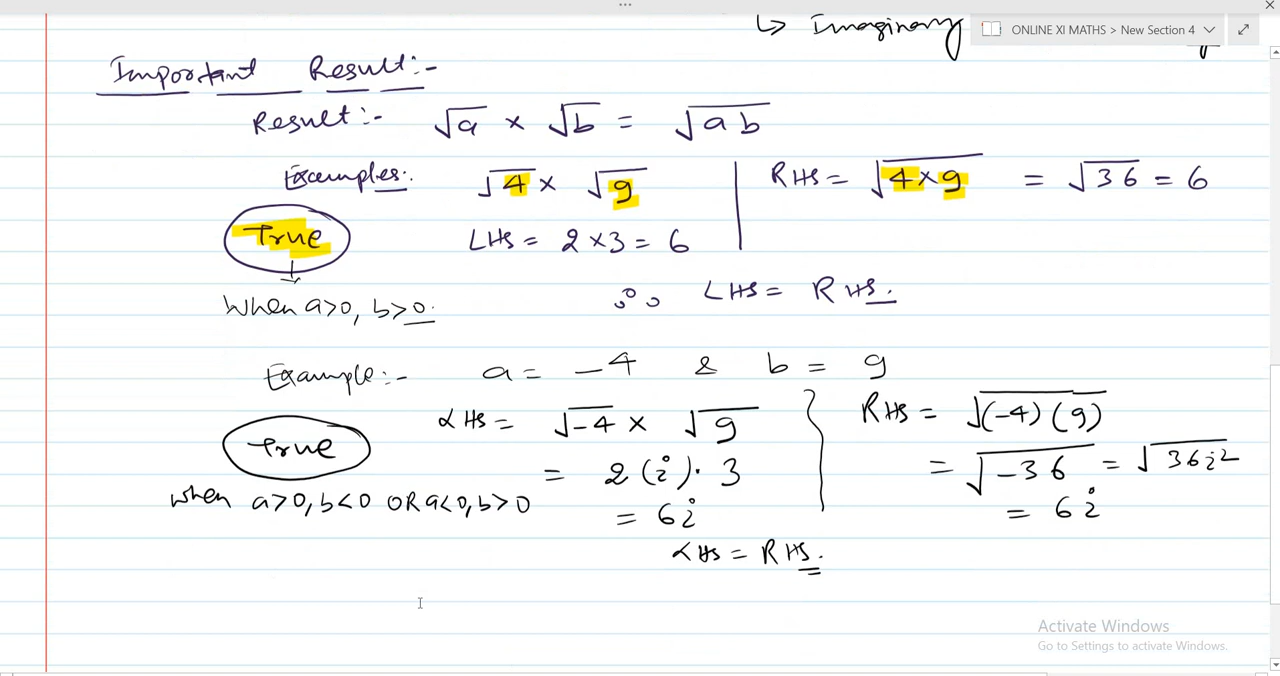 ↳ Imaginary
ONLINE XI MATHS > New Section 4
Important Result:-
Result:- √a × √b = √ab
Examples:. √4 × √9
RHS = √4×9 = √36 = 6
True
LHS = 2 × 3 = 6
When a>0, b>0.
∴ LHS = RHS.
Example:- a = -4 & b = 9
LHS = √-4 × √9
RHS = √(-4)(9)
True
= 2(i)·3
= √-36 = √36i²
when a>0, b<0 OR a<0, b>0
= 6i
= 6i
LHS = RHS.
Activate Windows
Go to Settings to activate Windows.